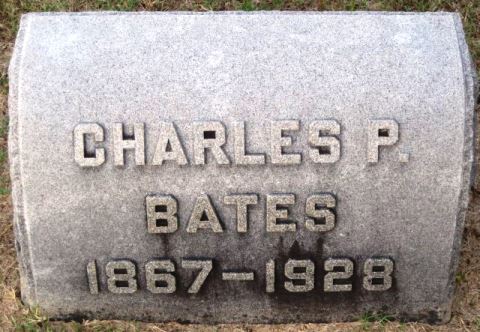 CHARLES P.
BATES
1867-1928